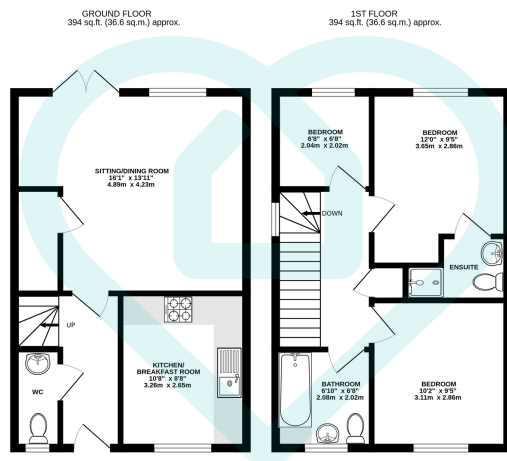 GROUND FLOOR
394 sq.ft. (36.6 sq.m.) approx.
1ST FLOOR
394 sq.ft. (36.6 sq.m.) approx.
SITTING/DINING ROOM
16'1" x 13'11"
4.89m x 4.23m
UP
WC
KITCHEN/
BREAKFAST ROOM
10'8" x 8'8"
3.26m x 2.65m
BEDROOM
6'8" x 6'8"
2.04m x 2.02m
BEDROOM
12'0" x 9'5"
3.65m x 2.86m
DOWN
ENSUITE
BATHROOM
6'10" x 6'8"
2.08m x 2.02m
BEDROOM
10'2" x 9'5"
3.11m x 2.86m